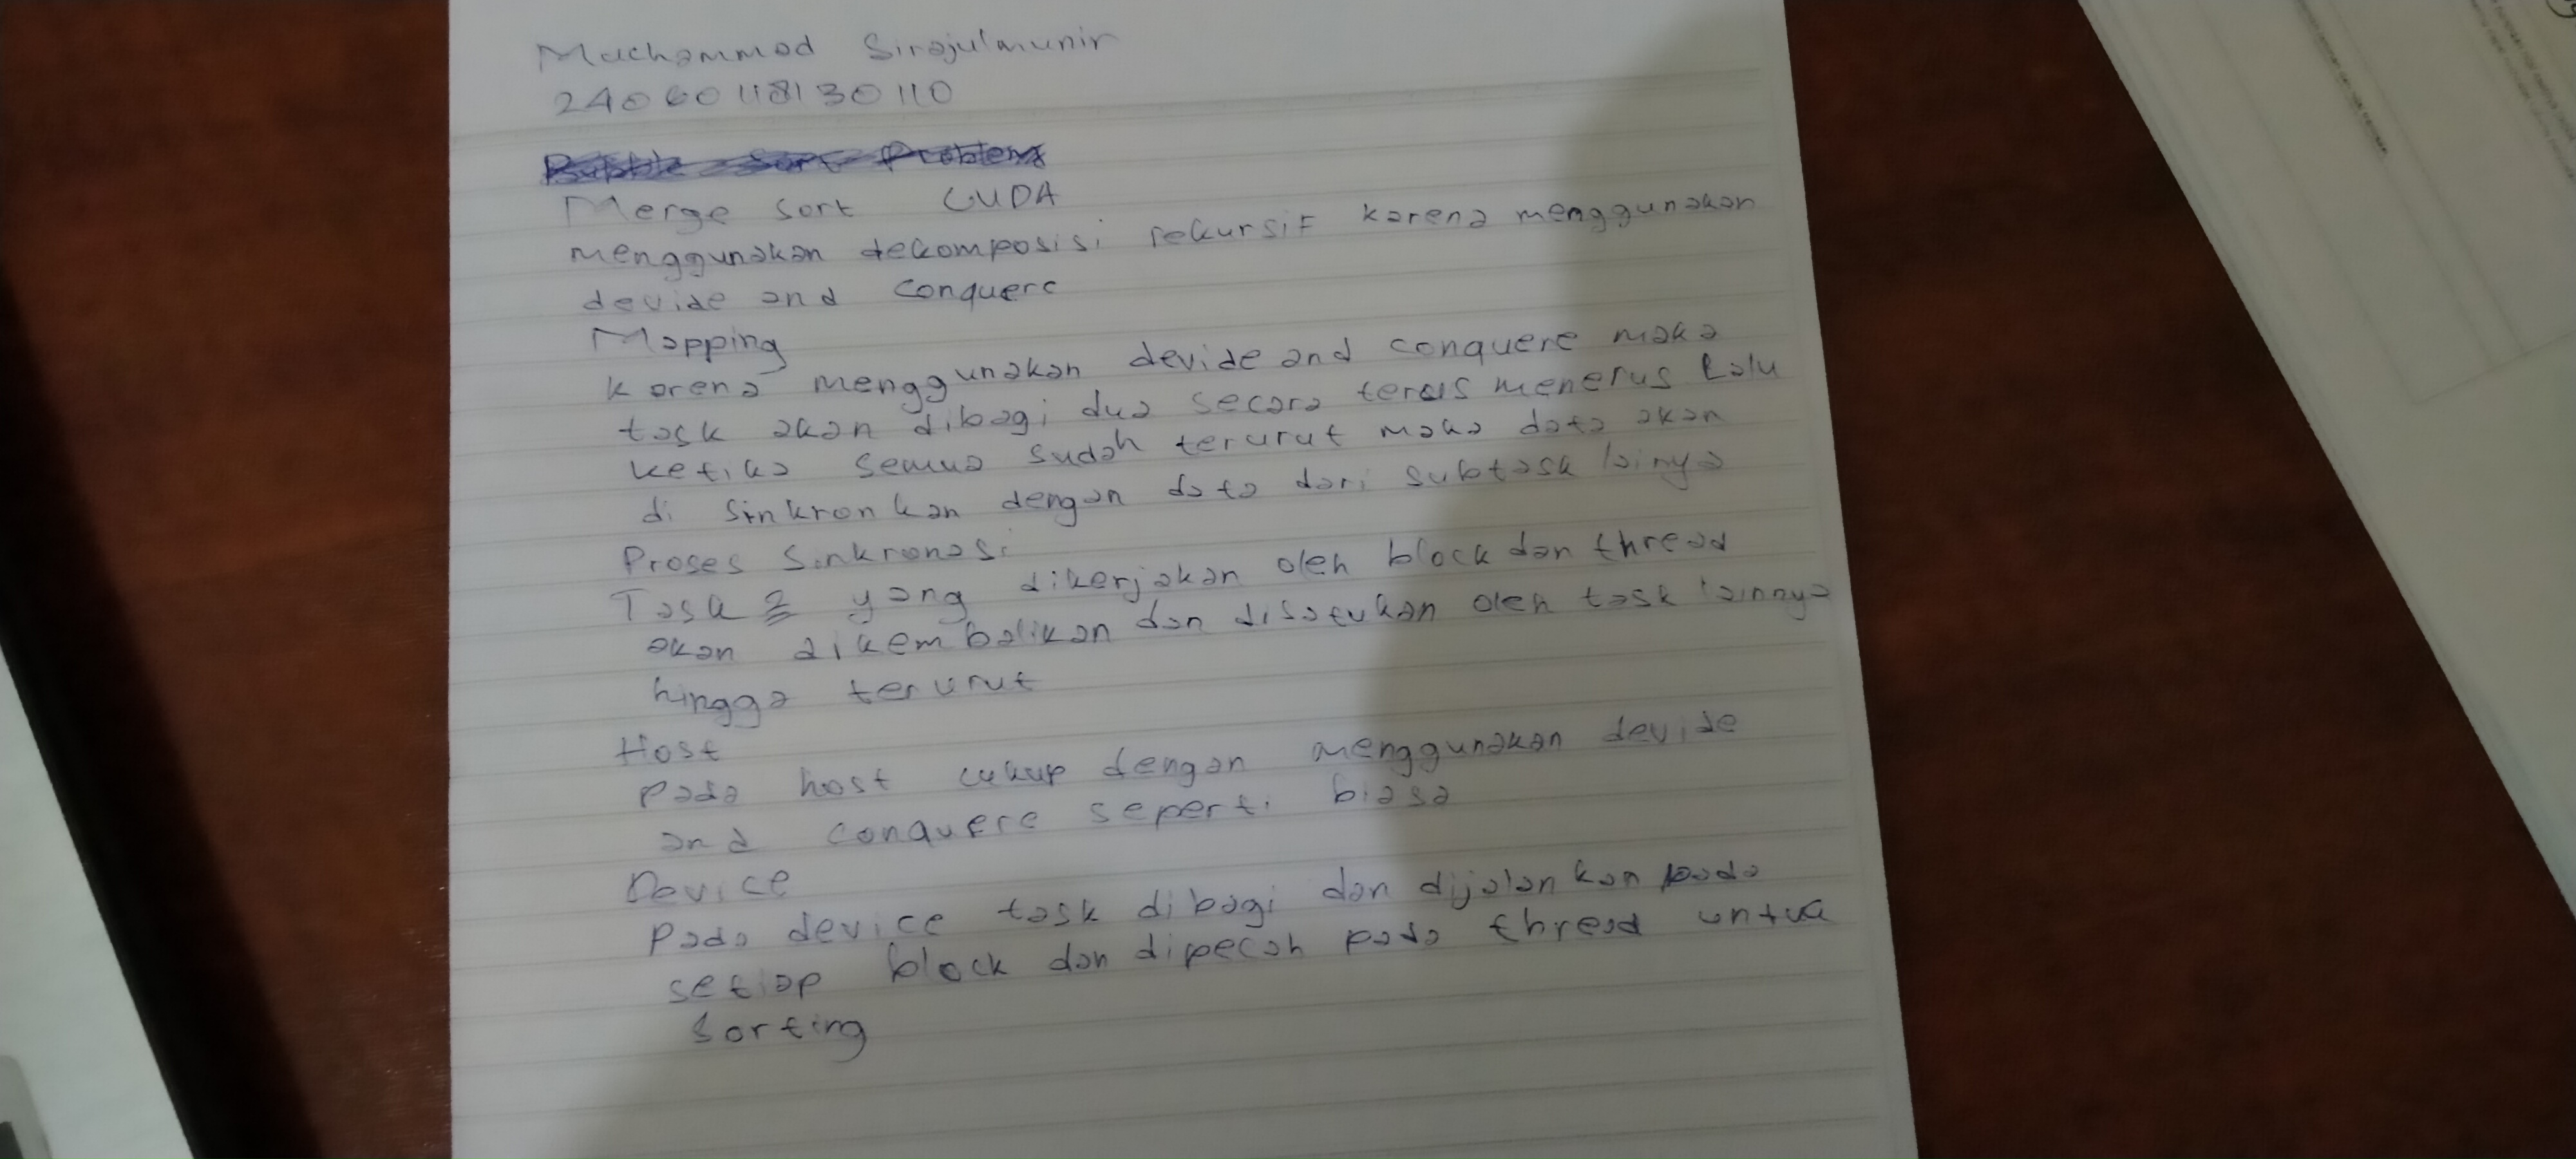 Muchammad Sirajulmunir
24060118130110
Bubble Sort Problem
Merge sort CUDA
menggunakan dekomposisi rekursif karena menggunakan
devide and conquere
Mapping
karena menggunakan devide and conquere maka
task akan dibagi dua secara terus menerus lalu
ketika semua sudah terurut maka data akan
di sinkronkan dengan data dari subtask lainya
Proses Sinkronasi
Task2 yang dikerjakan oleh block dan thread
akan dikembalikan dan disatukan oleh task lainnya
hingga terurut
Host
pada host cukup dengan menggunakan devide
and conquere seperti biasa
Device
pada device task dibagi dan dijalankan pada
setiap block dan dipecah pada thread untuk
sorting